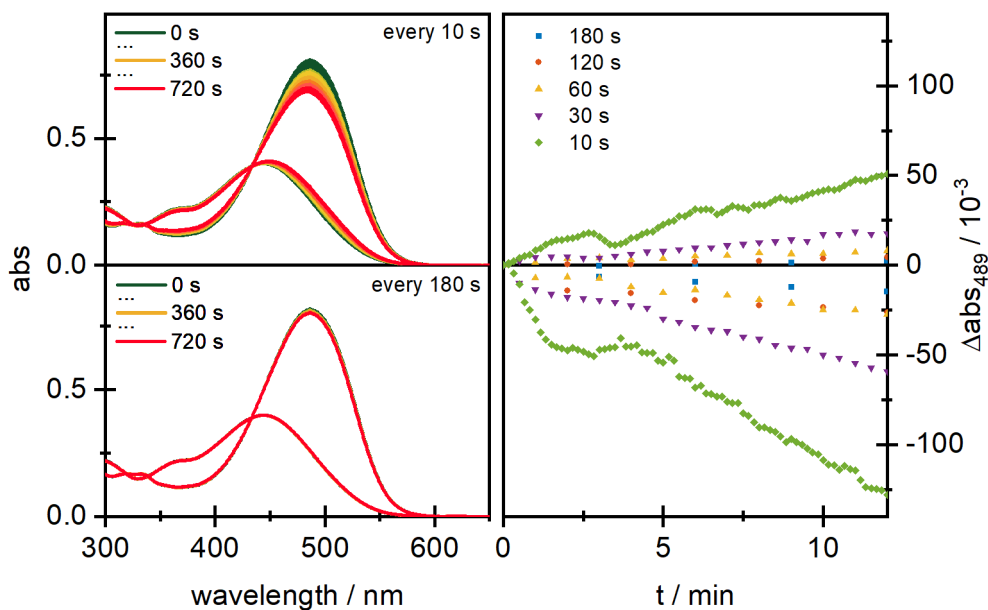 0 s
...
360 s
...
720 s
every 10 s
0.5
0.0
abs
0 s
...
360 s
...
720 s
every 180 s
0.5
0.0
300
400
500
600
wavelength / nm
180 s
120 s
60 s
30 s
10 s
100
50
0
-50
-100
Δabs489 / 10-3
0
5
10
t / min